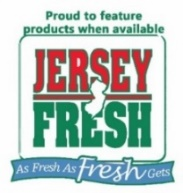 Proud to feature
products when available
JERSEY
FRESH
As Fresh As fresh Gets